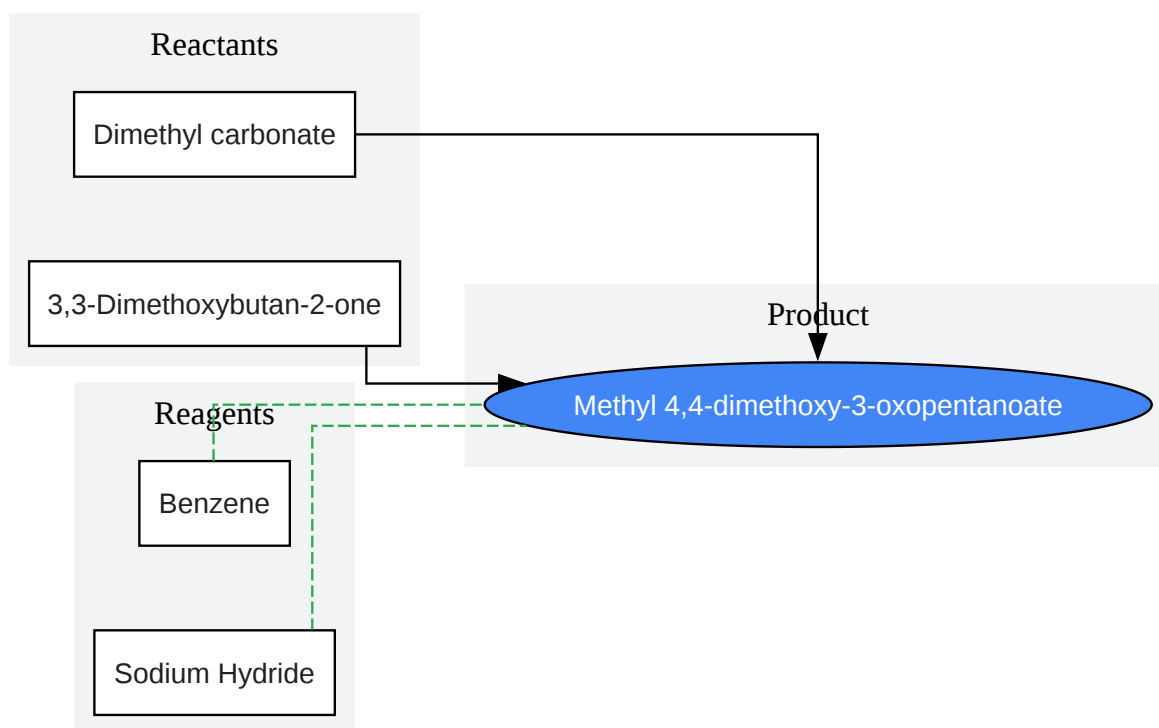 Reactants
Dimethyl carbonate
3,3-Dimethoxybutan-2-one
Product
Methyl 4,4-dimethoxy-3-oxopentanoate
Reagents
Benzene
Sodium Hydride